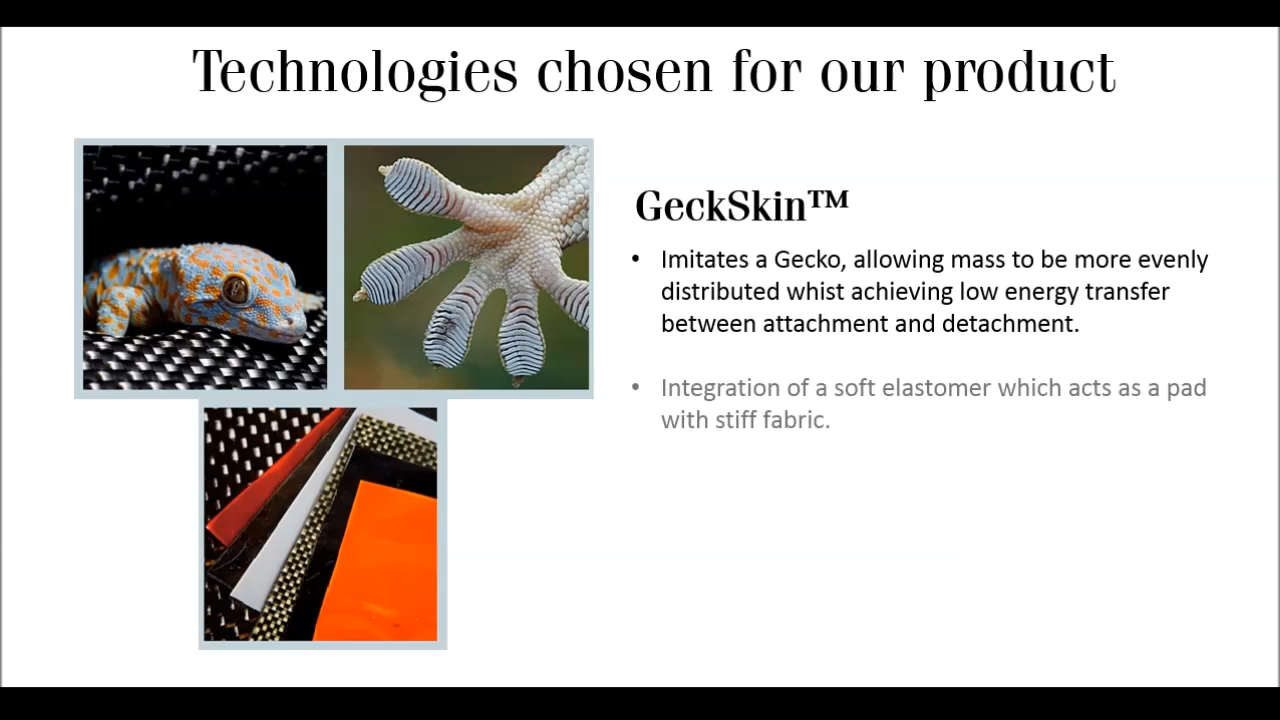 Technologies chosen for our product
GeckSkin™
• Imitates a Gecko, allowing mass to be more evenly
distributed whist achieving low energy transfer
between attachment and detachment.
• Integration of a soft elastomer which acts as a pad
with stiff fabric.